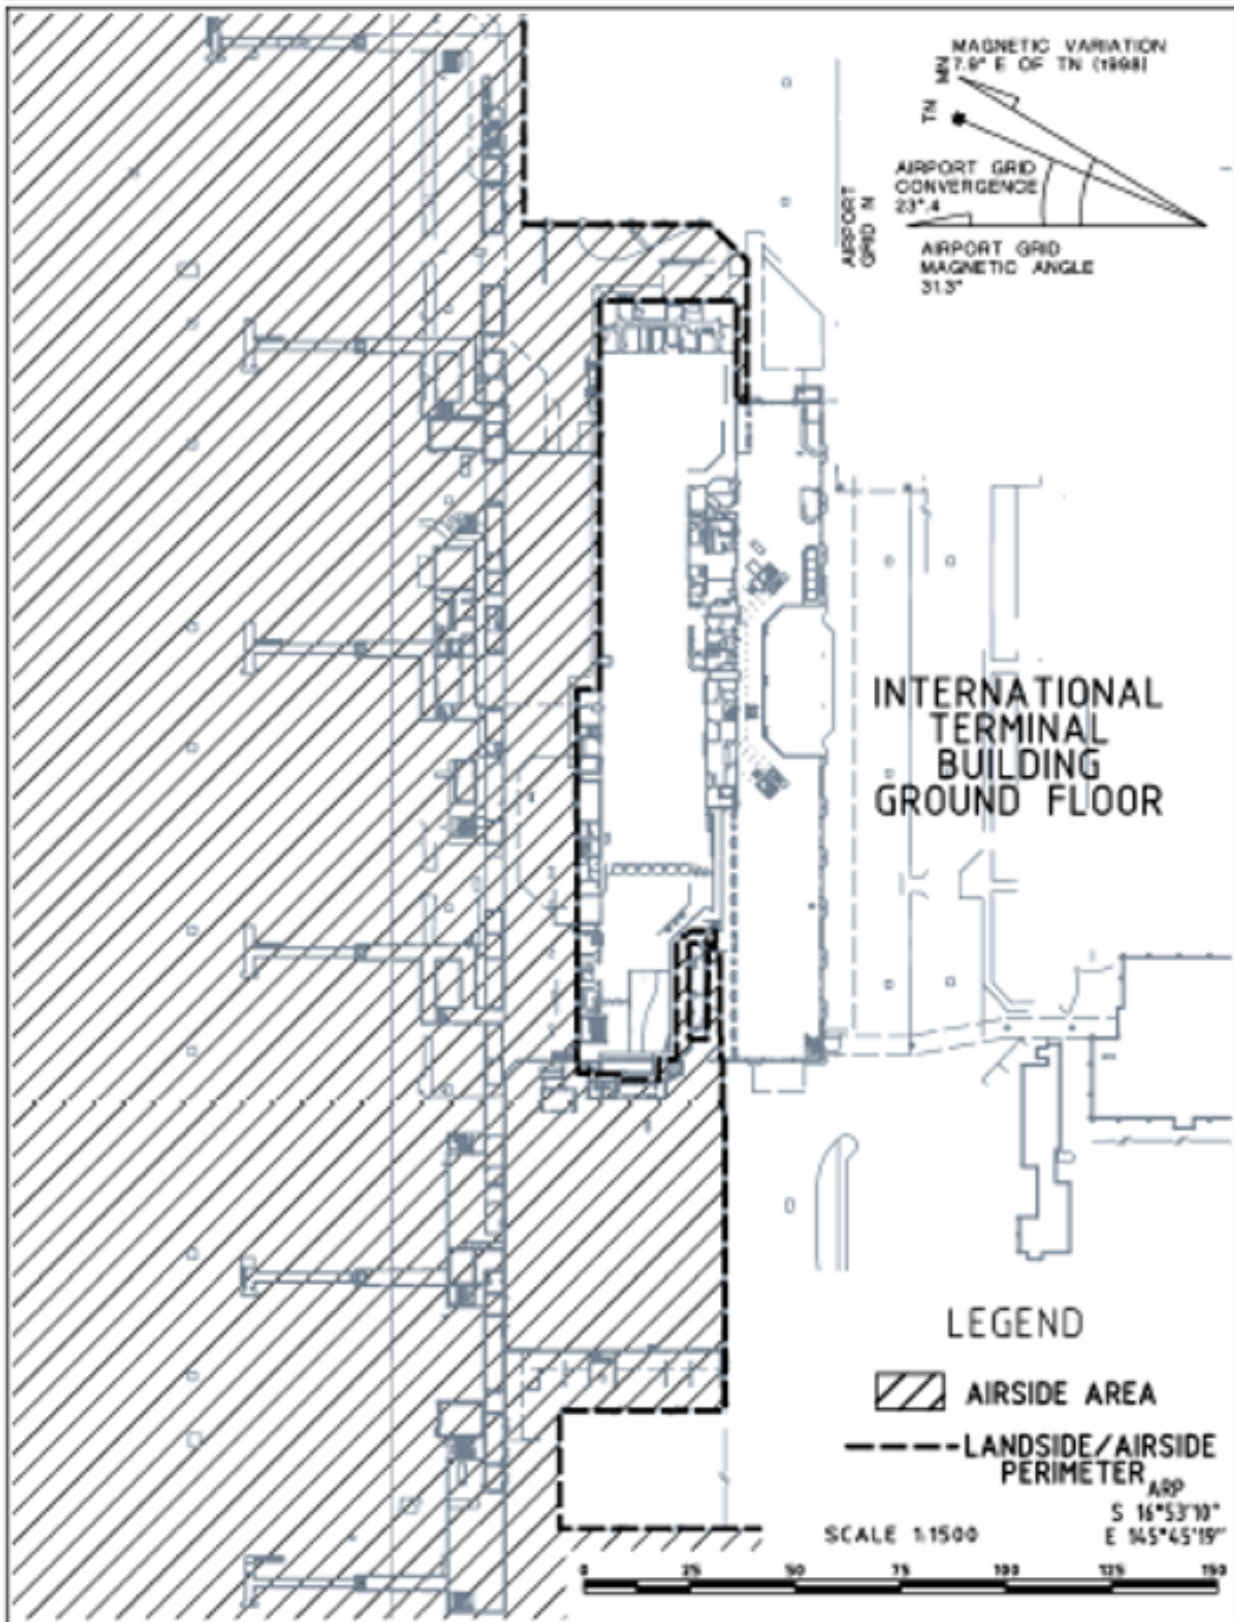 MAGNETIC VARIATION
7.9° E OF TN (1998)
MN
TN
AIRPORT GRID
CONVERGENCE
23°.4
AIRPORT
GRID N
AIRPORT GRID
MAGNETIC ANGLE
31.3°
INTERNATIONAL
TERMINAL
BUILDING
GROUND FLOOR
LEGEND
AIRSIDE AREA
LANDSIDE/AIRSIDE
PERIMETER
ARP
S 16°53'10"
E 145°45'19"
SCALE 1:1500
0 25 50 75 100 125 150